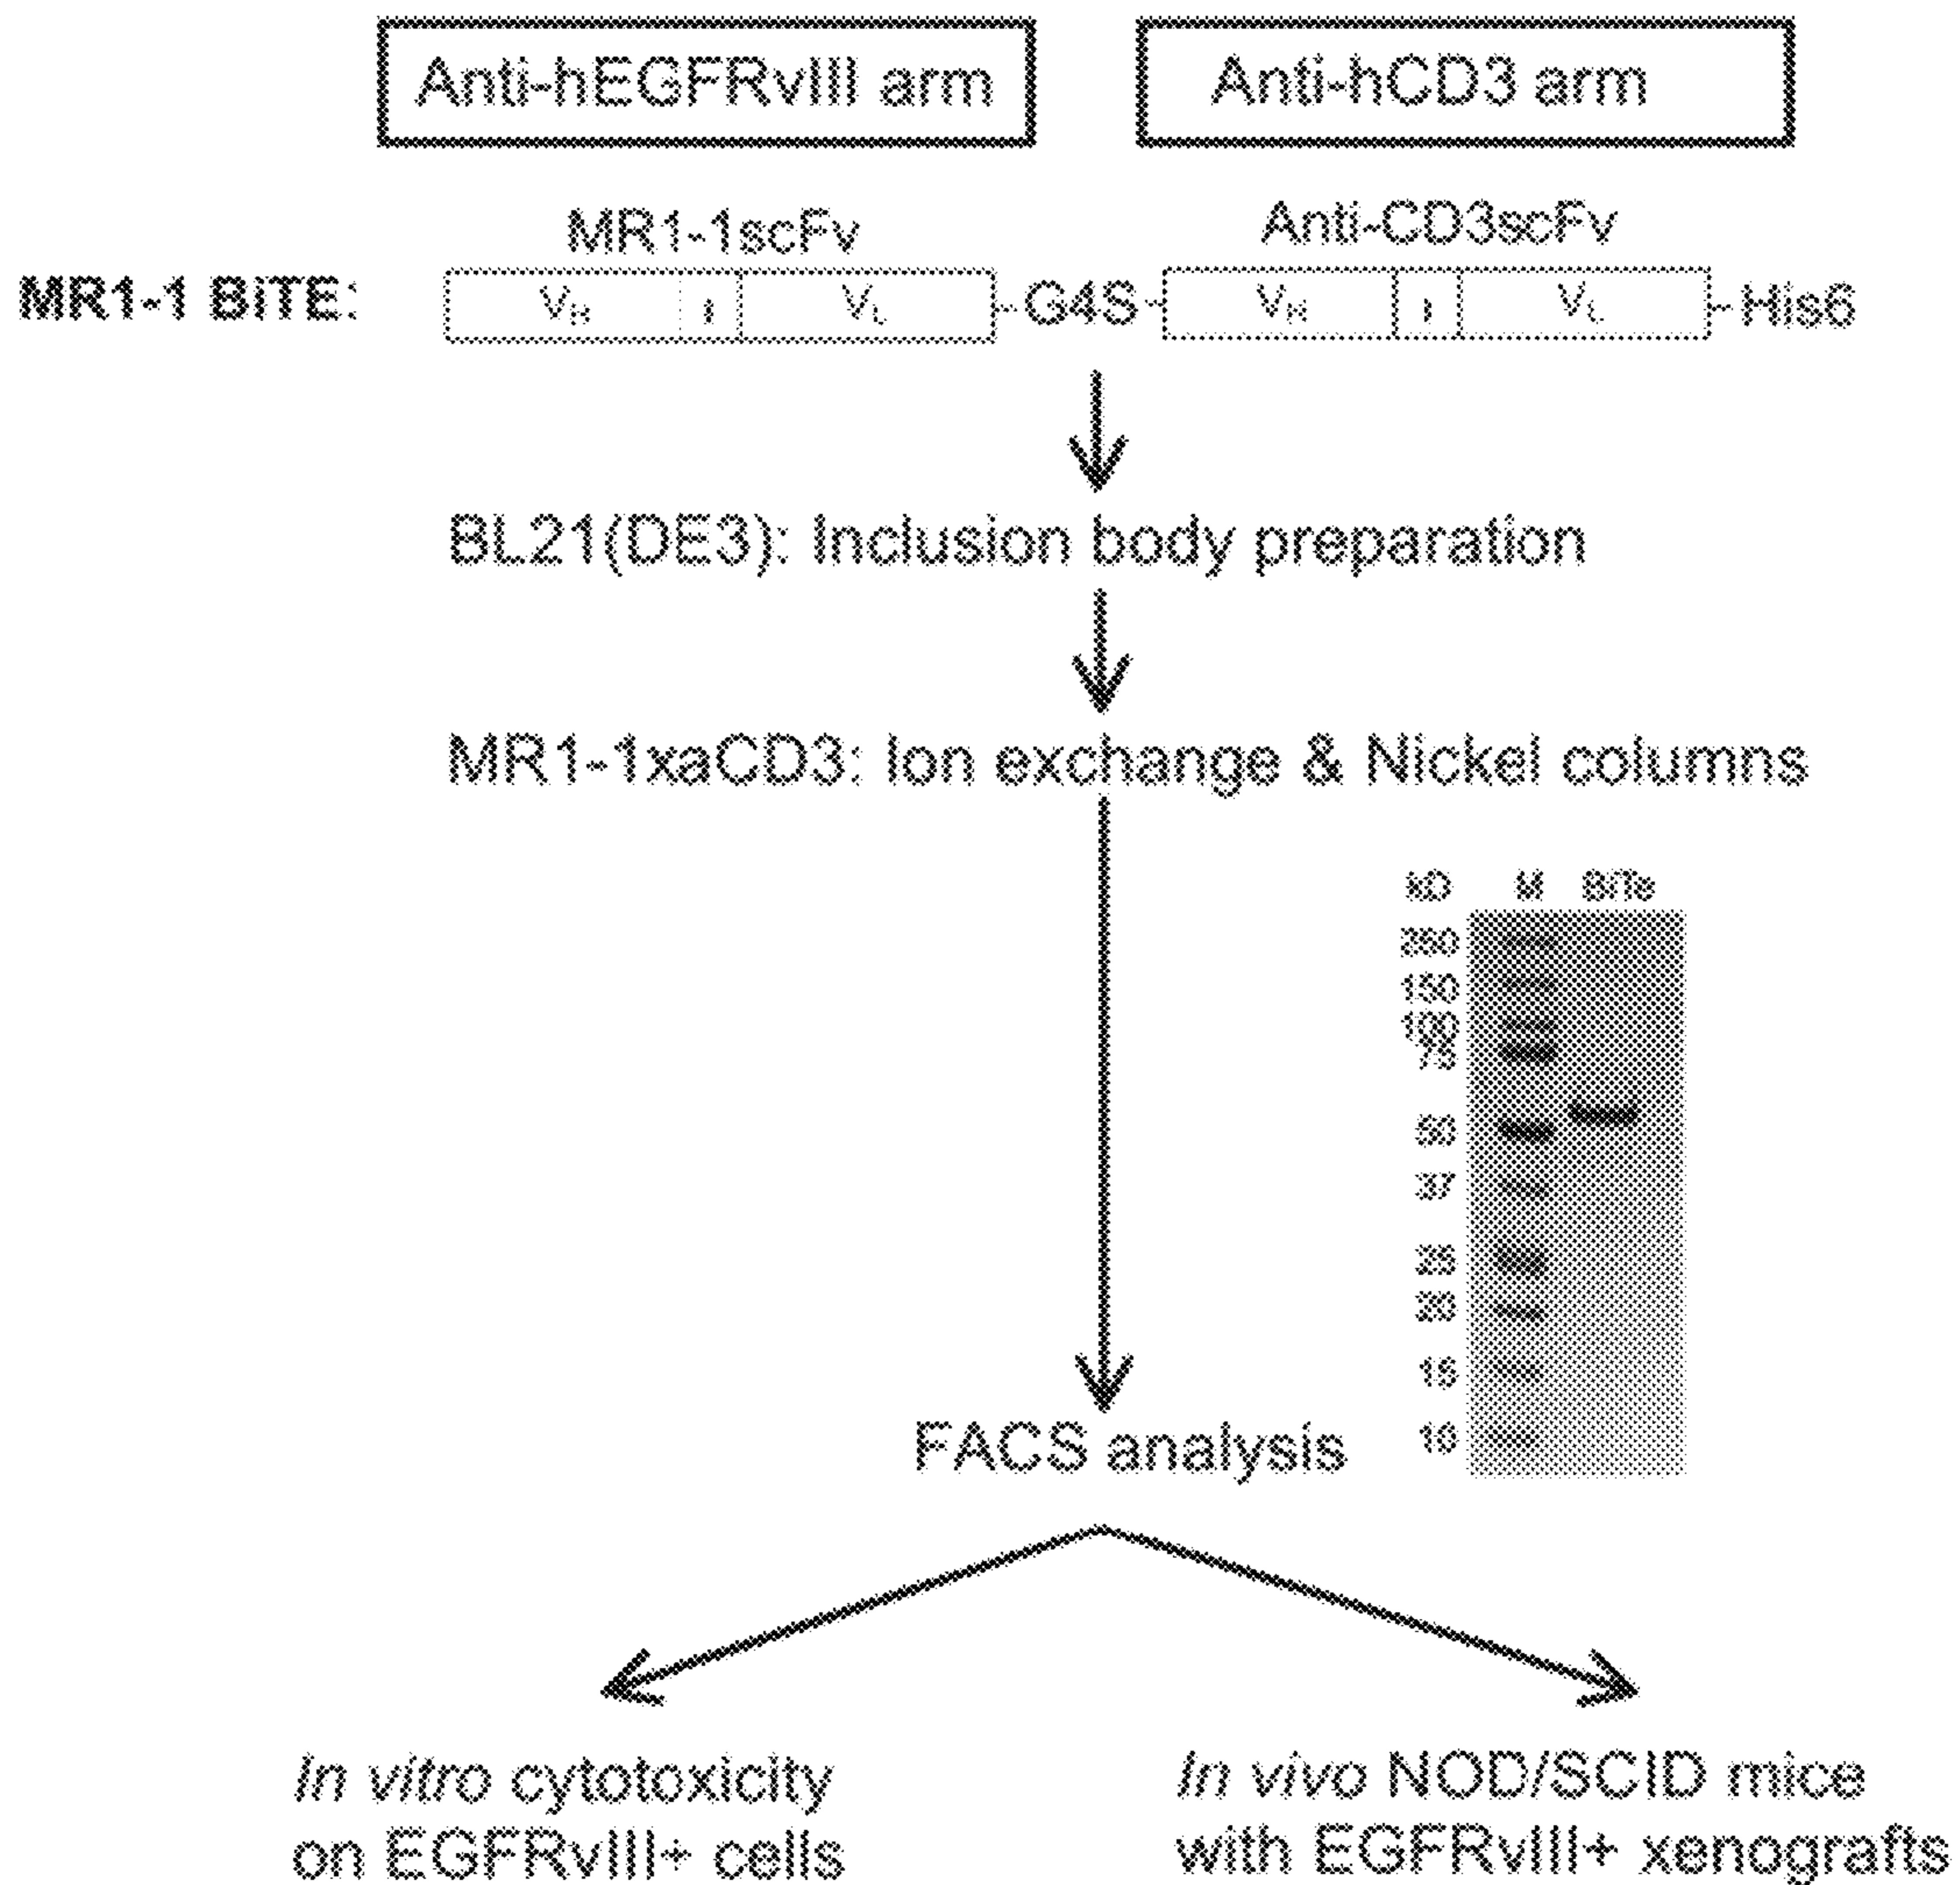 Anti-hEGFRvIII arm Anti-hCD3 arm
MR1-1scFv Anti-CD3scFv
MR1-1 BiTE: VH VL -G4S- VH VL -His6
BL21(DE3): Inclusion body preparation
MR1-1xaCD3: Ion exchange & Nickel columns
kD M BiTe
250
150
100
75
50
37
25
20
15
10
FACS analysis
In vitro cytotoxicity
on EGFRvIII+ cells
In vivo NOD/SCID mice
with EGFRvIII+ xenografts